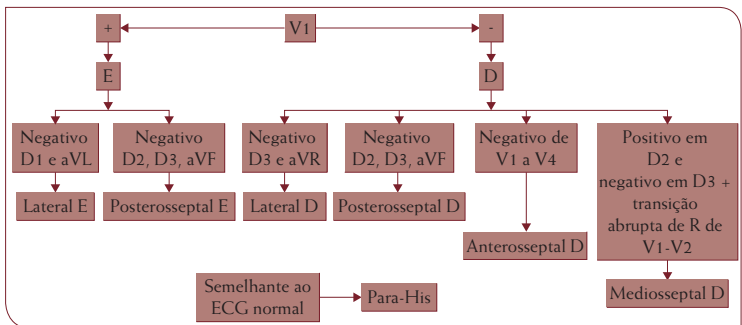 +
V1
-
E
D
Negativo
D1 e aVL
Negativo
D2, D3, aVF
Negativo
D3 e aVR
Negativo
D2, D3, aVF
Negativo de
V1 a V4
Positivo em
D2 e
negativo em D3 +
transição
abrupta de R de
V1-V2
Lateral E
Posterosseptal E
Lateral D
Posterosseptal D
Anterosseptal D
Mediosseptal D
Semelhante ao
ECG normal
Para-His